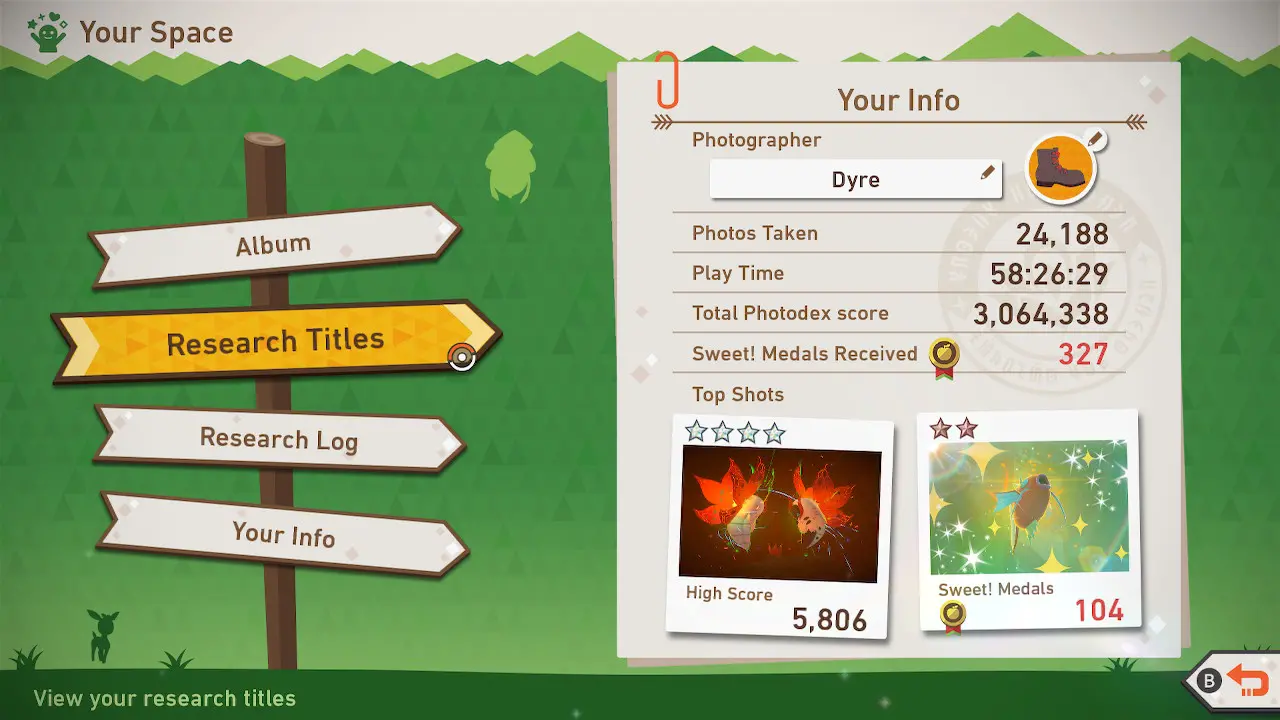 Your Space
Album
Research Titles
Research Log
Your Info
Your Info
Photographer
Dyre
Photos Taken 24,188
Play Time 58:26:29
Total Photodex score 3,064,338
Sweet! Medals Received 327
Top Shots
High Score
5,806
Sweet! Medals
104
View your research titles
B